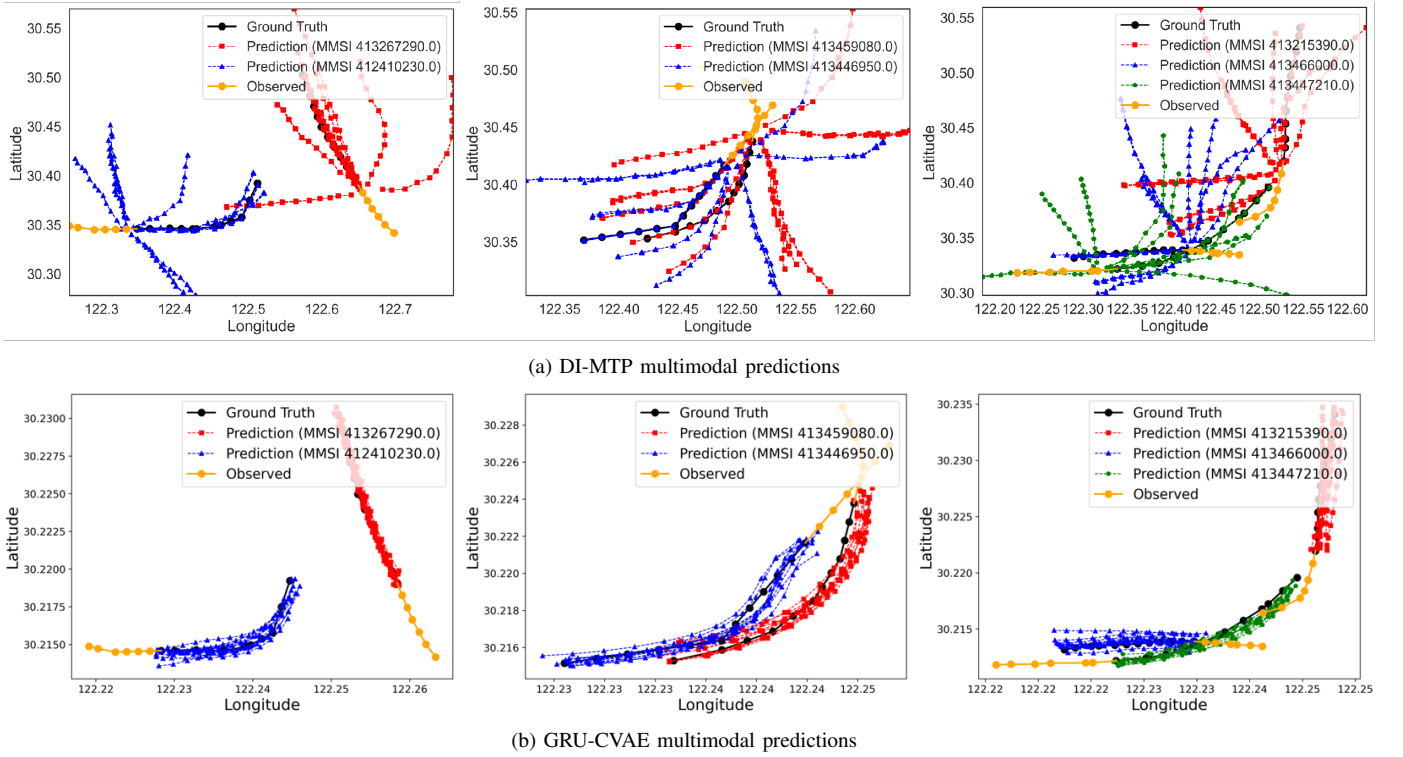 Ground Truth
Prediction (MMSI 413267290.0)
Prediction (MMSI 412410230.0)
Observed
30.55
30.50
30.45
30.40
30.35
30.30
Latitude
122.3 122.4 122.5 122.6 122.7
Longitude
Ground Truth
Prediction (MMSI 413459080.0)
Prediction (MMSI 413446950.0)
Observed
30.50
30.45
30.40
30.35
Latitude
122.35 122.40 122.45 122.50 122.55 122.60
Longitude
Ground Truth
Prediction (MMSI 413215390.0)
Prediction (MMSI 413466000.0)
Prediction (MMSI 413447210.0)
Observed
30.55
30.50
30.45
30.40
30.35
30.30
Latitude
122.20 122.25 122.30 122.35 122.40 122.45 122.50 122.55 122.60
Longitude
(a) DI-MTP multimodal predictions
Ground Truth
Prediction (MMSI 413267290.0)
Prediction (MMSI 412410230.0)
Observed
30.2300
30.2275
30.2250
30.2225
30.2200
30.2175
30.2150
Latitude
122.22 122.23 122.24 122.25 122.26
Longitude
Ground Truth
Prediction (MMSI 413459080.0)
Prediction (MMSI 413446950.0)
Observed
30.228
30.226
30.224
30.222
30.220
30.218
30.216
Latitude
122.23 122.23 122.24 122.24 122.24 122.24 122.25
Longitude
Ground Truth
Prediction (MMSI 413215390.0)
Prediction (MMSI 413466000.0)
Prediction (MMSI 413447210.0)
Observed
30.235
30.230
30.225
30.220
30.215
Latitude
122.22 122.22 122.23 122.23 122.24 122.25 122.25
Longitude
(b) GRU-CVAE multimodal predictions